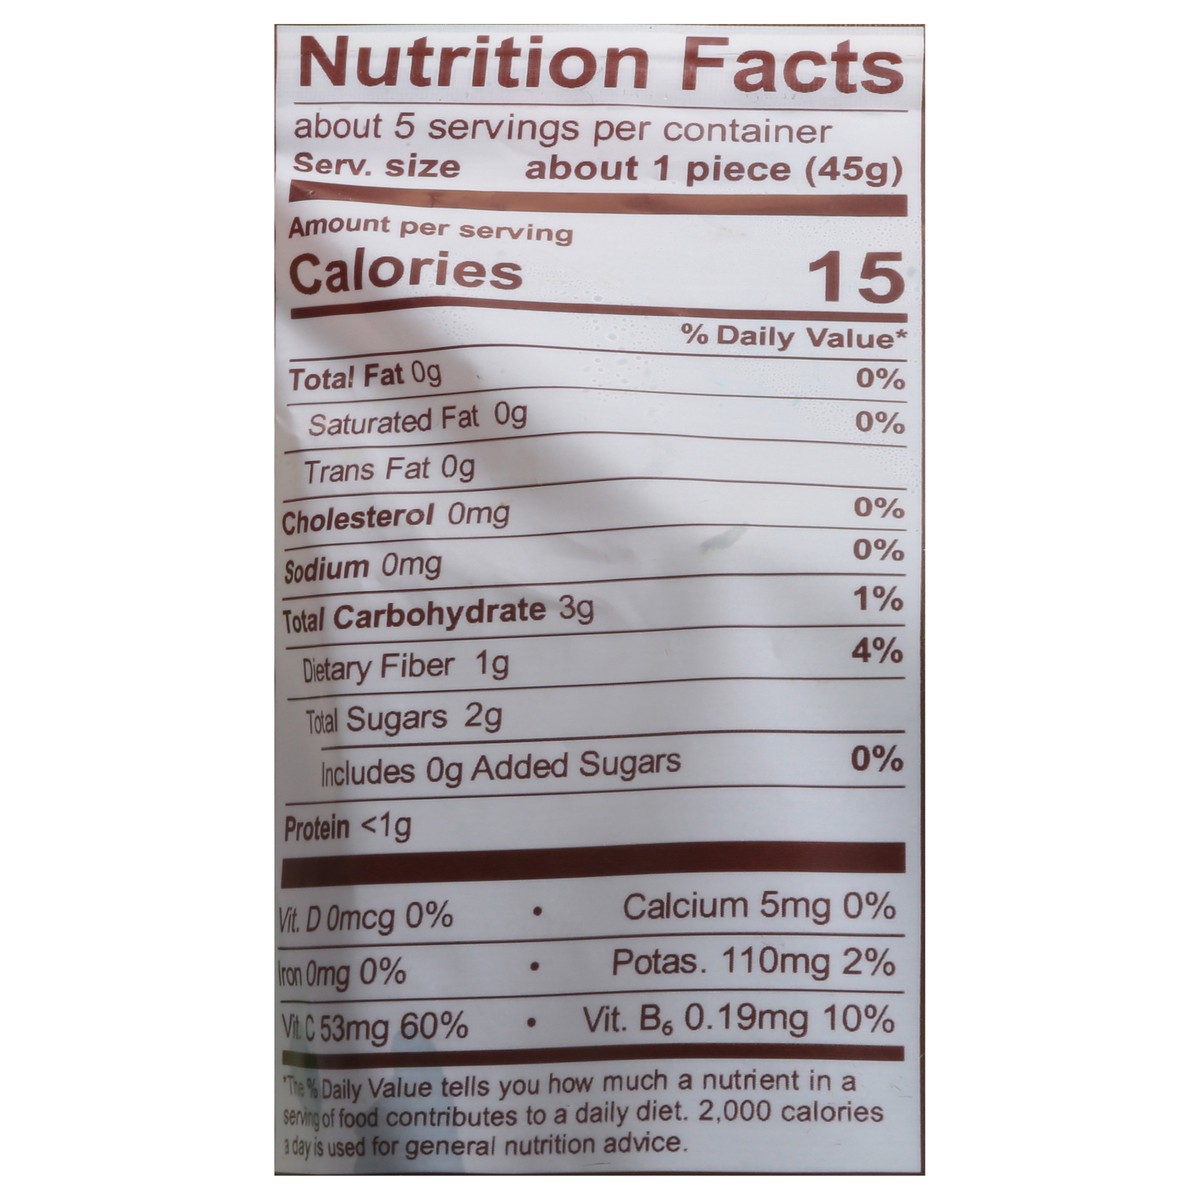 Nutrition Facts
about 5 servings per container
Serv. size about 1 piece (45g)
Amount per serving
Calories 15
% Daily Value*
Total Fat 0g 0%
Saturated Fat 0g 0%
Trans Fat 0g
Cholesterol 0mg 0%
Sodium 0mg 0%
Total Carbohydrate 3g 1%
Dietary Fiber 1g 4%
Total Sugars 2g
Includes 0g Added Sugars 0%
Protein <1g
Vit. D 0mcg 0% • Calcium 5mg 0%
Iron 0mg 0% • Potas. 110mg 2%
Vit. C 53mg 60% • Vit. B₆ 0.19mg 10%
*The % Daily Value tells you how much a nutrient in a
serving of food contributes to a daily diet. 2,000 calories
a day is used for general nutrition advice.